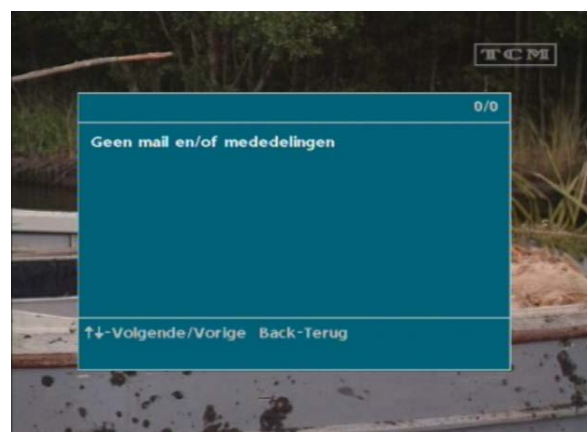 TCM
0/0
Geen mail en/of mededelingen
↑↓-Volgende/Vorige Back-Terug